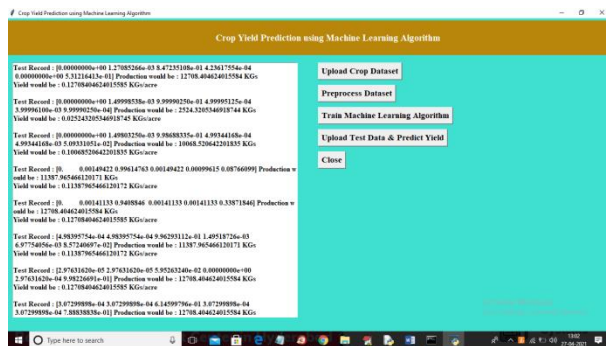 Crop Yield Prediction using Machine Learning Algorithm
Crop Yield Prediction using Machine Learning Algorithm
Test Record : [0.00000000e+00 1.27085266e-03 8.47235108e-01 4.23617554e-04
0.00000000e+00 5.31216413e-01] Production would be : 12708.404624015584 KGs
Yield would be : 0.12708404624015585 KGs/acre
Test Record : [0.00000000e+00 1.49998538e-03 9.99990250e-01 4.99995125e-04
3.99996100e-03 9.99990250e-04] Production would be : 2524.3205346918744 KGs
Yield would be : 0.025243205346918745 KGs/acre
Test Record : [0.00000000e+00 1.49803250e-03 9.98688335e-01 4.99344168e-04
4.99344168e-03 5.09331051e-02] Production would be : 10068.520642201835 KGs
Yield would be : 0.10068520642201835 KGs/acre
Test Record : [0. 0.00149422 0.99614763 0.00149422 0.00099615 0.08766099] Production w
ould be : 11387.965466120171 KGs
Yield would be : 0.11387965466120172 KGs/acre
Test Record : [0. 0.00141133 0.9408846 0.00141133 0.00141133 0.33871846] Production w
ould be : 12708.404624015584 KGs
Yield would be : 0.12708404624015585 KGs/acre
Test Record : [4.98395754e-04 4.98395754e-04 9.96293112e-01 1.49518726e-03
6.97754056e-03 8.57240697e-02] Production would be : 11387.965466120171 KGs
Yield would be : 0.11387965466120172 KGs/acre
Test Record : [2.97631620e-05 2.97631620e-05 5.95263240e-02 0.00000000e+00
2.97631620e-04 9.98226691e-01] Production would be : 12708.404624015584 KGs
Yield would be : 0.12708404624015585 KGs/acre
Test Record : [3.07299898e-04 3.07299898e-04 6.14599796e-01 3.07299898e-04
3.07299898e-04 7.88838838e-01] Production would be : 12708.404624015584 KGs
Upload Crop Dataset
Preprocess Dataset
Train Machine Learning Algorithm
Upload Test Data & Predict Yield
Close
Type here to search
13:02
27-04-2021